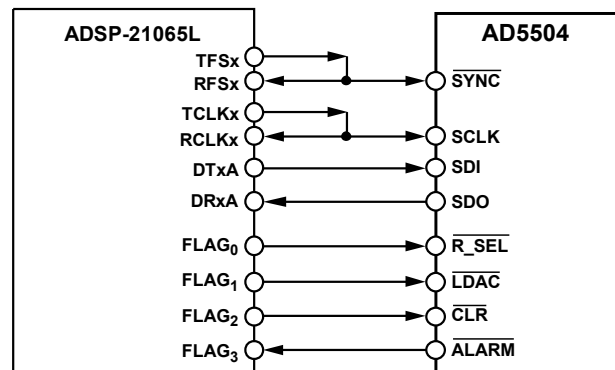 ADSP-21065L AD5504
TFSx
RFSx SYNC
TCLKx
RCLKx SCLK
DTxA SDI
DRxA SDO
FLAG0 R_SEL
FLAG1 LDAC
FLAG2 CLR
FLAG3 ALARM